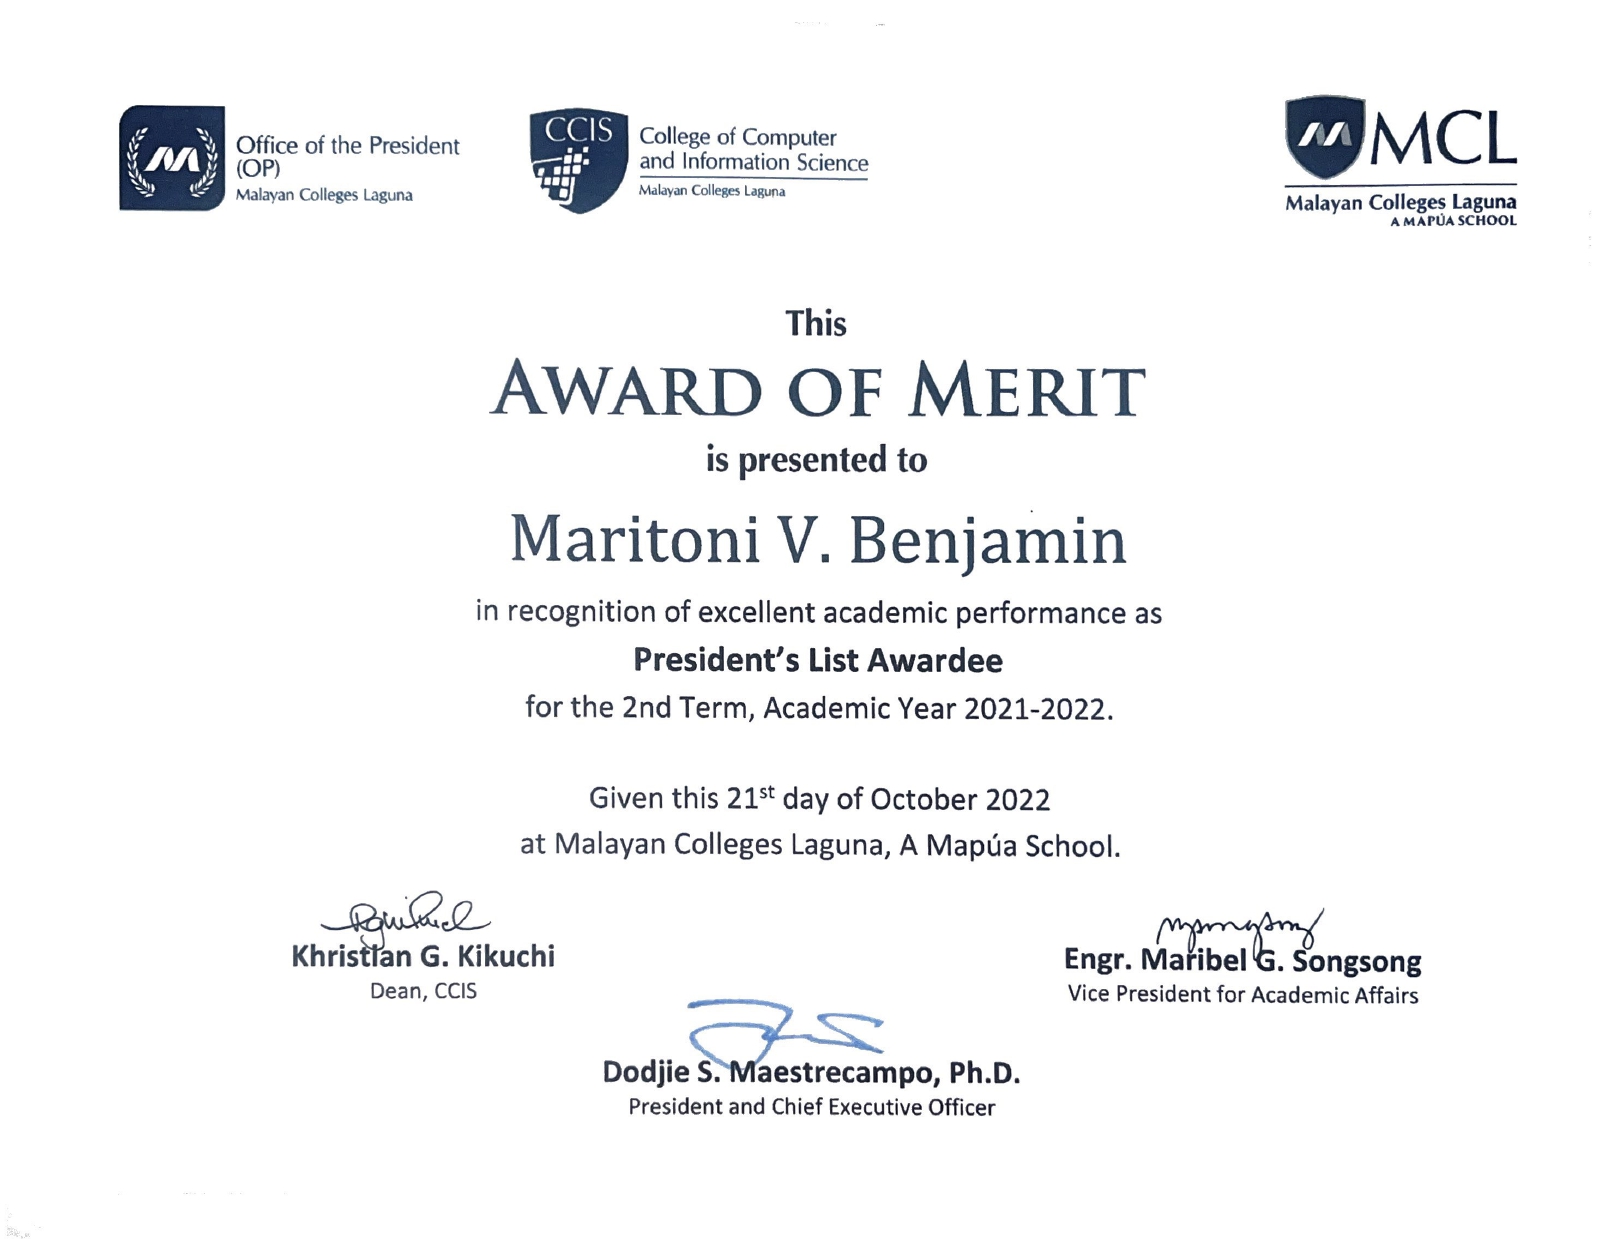 Office of the President
(OP)
Malayan Colleges Laguna
CCIS
College of Computer
and Information Science
Malayan Colleges Laguna
MCL
Malayan Colleges Laguna
A MAPÚA SCHOOL
This
AWARD OF MERIT
is presented to
Maritoni V. Benjamin
in recognition of excellent academic performance as
President's List Awardee
for the 2nd Term, Academic Year 2021-2022.
Given this 21st day of October 2022
at Malayan Colleges Laguna, A Mapúa School.
Khristian G. Kikuchi
Dean, CCIS
Engr. Maribel G. Songsong
Vice President for Academic Affairs
Dodjie S. Maestrecampo, Ph.D.
President and Chief Executive Officer